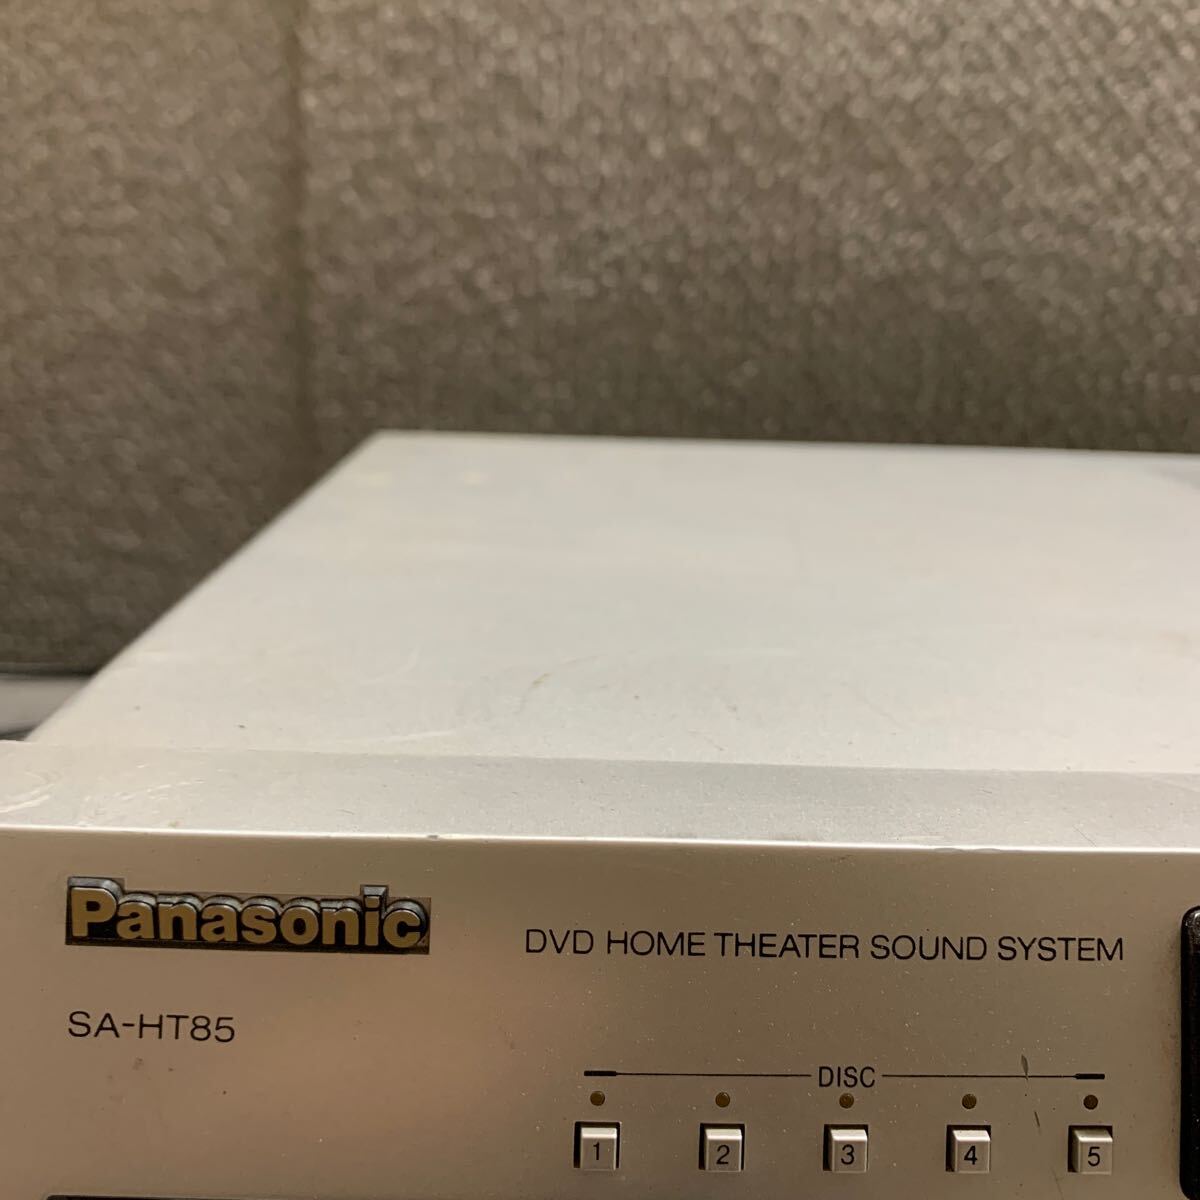 Panasonic
DVD HOME THEATER SOUND SYSTEM
SA-HT85
DISC
1 2 3 4 5